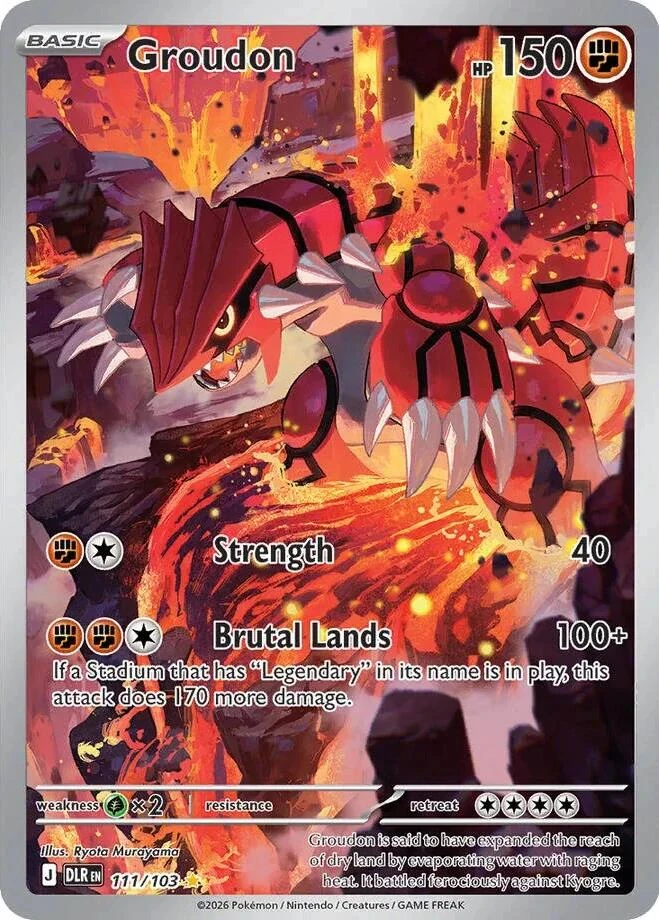 BASIC
Groudon
HP 150
Strength 40
Brutal Lands 100+
If a Stadium that has “Legendary” in its name is in play, this
attack does 170 more damage.
weakness ×2 resistance retreat
Illus. Ryota Murayama
J DLR EN 111/103
Groudon is said to have expanded the reach
of dry land by evaporating water with raging
heat. It battled ferociously against Kyogre.
©2026 Pokémon / Nintendo / Creatures / GAME FREAK